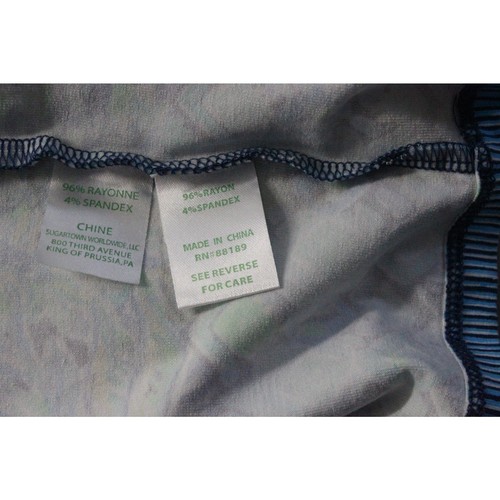 96% RAYONNE
4% SPANDEX
CHINE
SUGARTOWN WORLDWIDE, LLC
800 THIRD AVENUE
KING OF PRUSSIA, PA
96% RAYON
4% SPANDEX
MADE IN CHINA
RN#88189
SEE REVERSE
FOR CARE